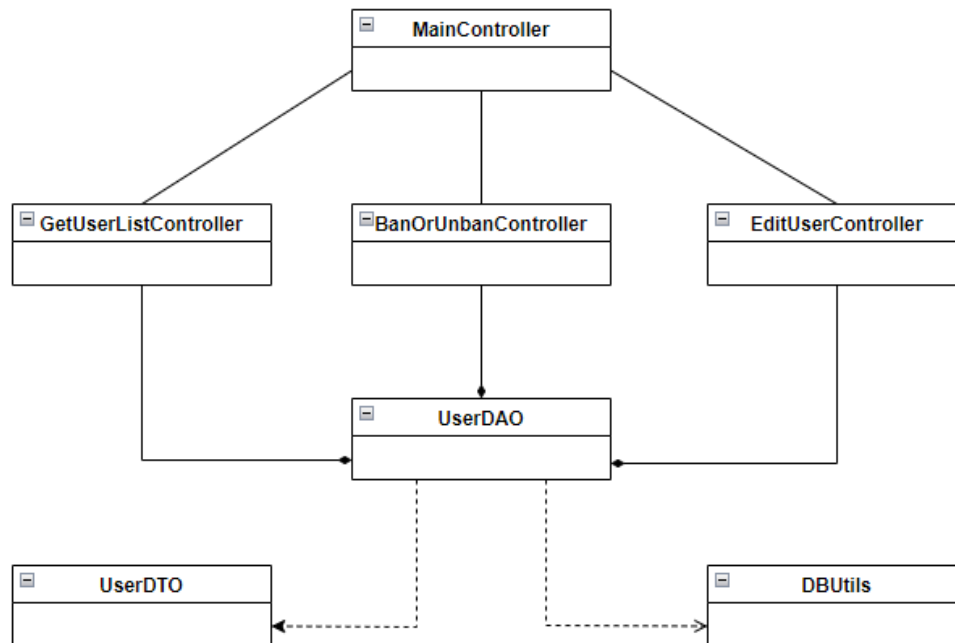 MainController
GetUserListController
BanOrUnbanController
EditUserController
UserDAO
UserDTO
DBUtils